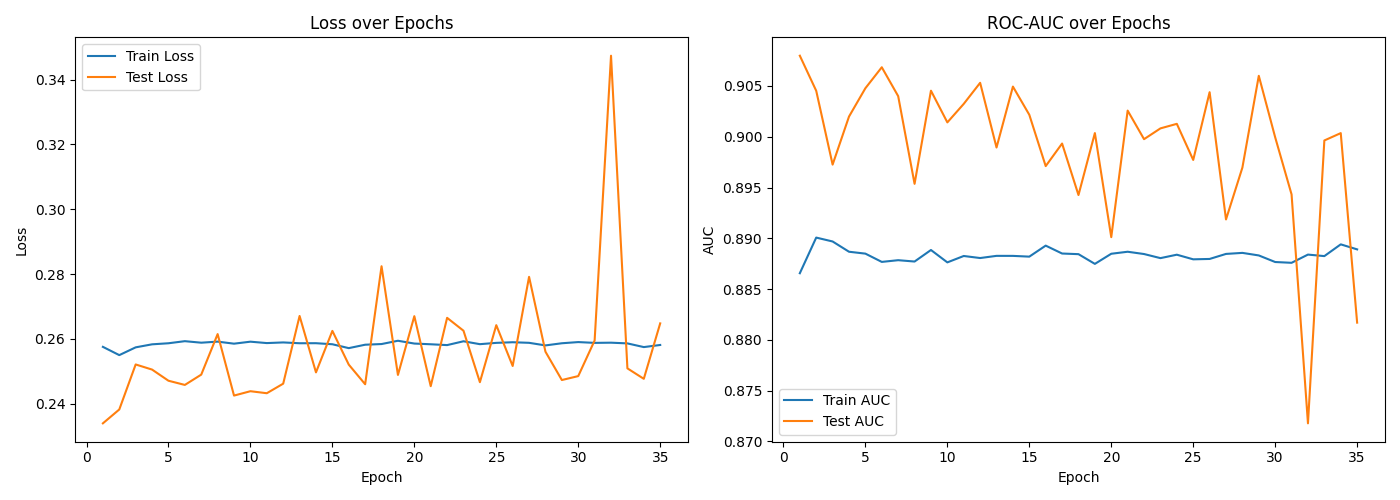 Loss over Epochs
Train Loss
Test Loss
0.34
0.32
0.30
0.28
0.26
0.24
Loss
0 5 10 15 20 25 30 35
Epoch
ROC-AUC over Epochs
0.905
0.900
0.895
0.890
0.885
0.880
0.875
0.870
AUC
Train AUC
Test AUC
0 5 10 15 20 25 30 35
Epoch